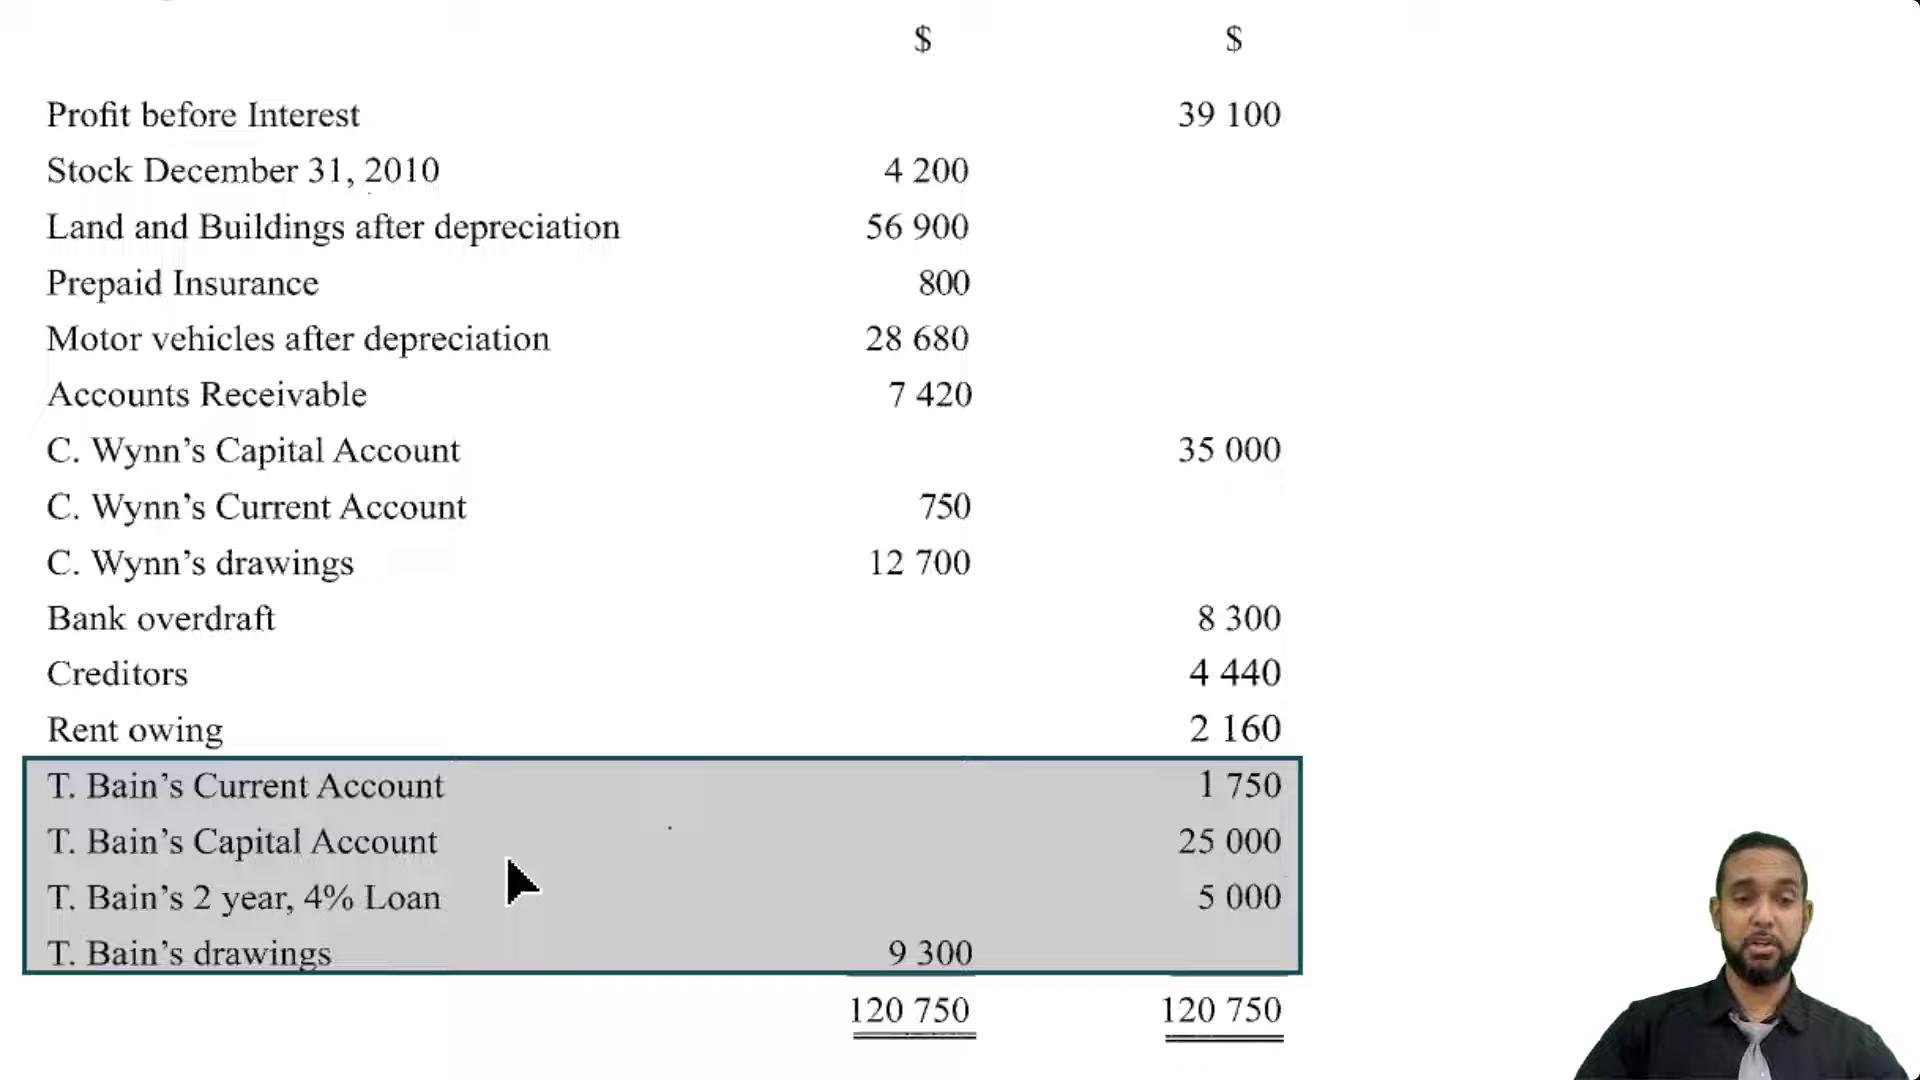 $ $
Profit before Interest 39 100
Stock December 31, 2010 4 200
Land and Buildings after depreciation 56 900
Prepaid Insurance 800
Motor vehicles after depreciation 28 680
Accounts Receivable 7 420
C. Wynn’s Capital Account 35 000
C. Wynn’s Current Account 750
C. Wynn’s drawings 12 700
Bank overdraft 8 300
Creditors 4 440
Rent owing 2 160
T. Bain’s Current Account 1 750
T. Bain’s Capital Account 25 000
T. Bain’s 2 year, 4% Loan 5 000
T. Bain’s drawings 9 300
120 750 120 750